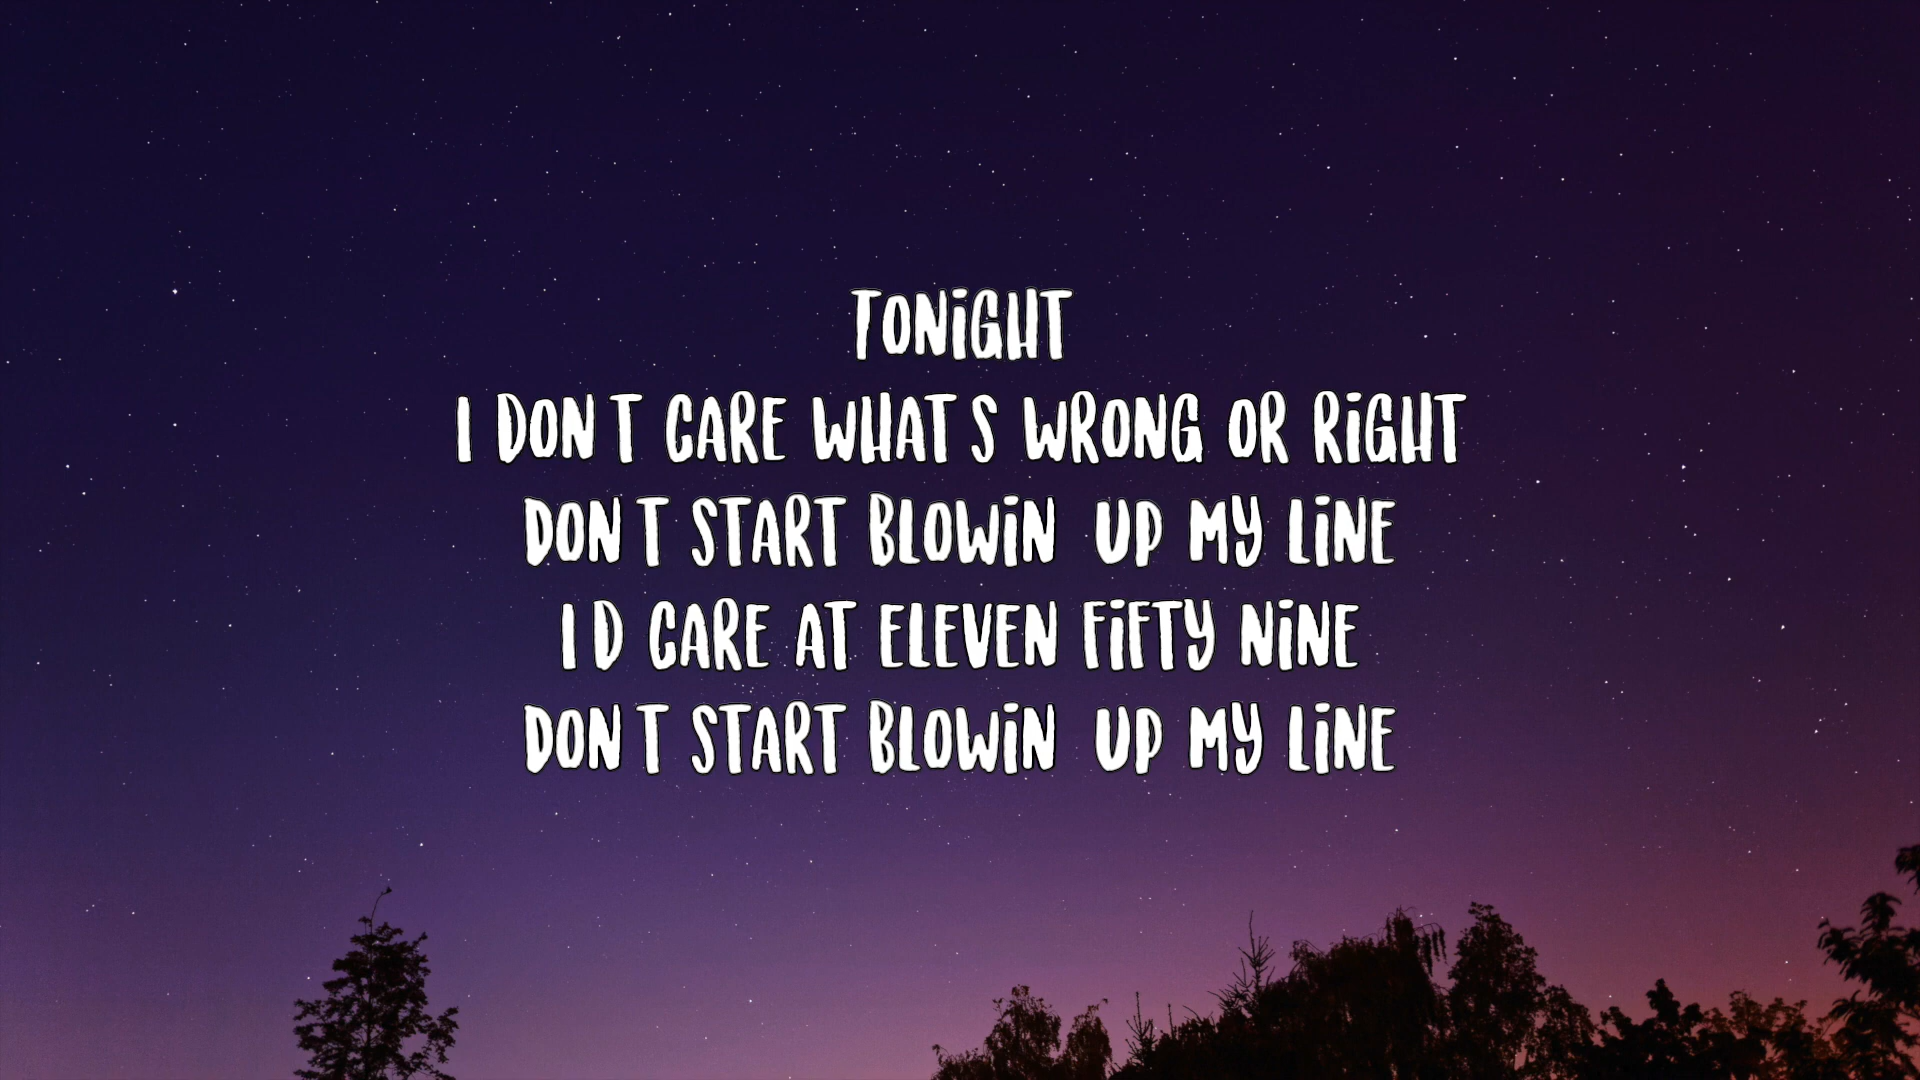 TONiGHT
I DON T CARE WHAT S WRONG OR RiGHT
DON T START BLOWiN UP MY LiNE
I D CARE AT ELEVEN FiFTY NiNE
DON T START BLOWiN UP MY LiNE